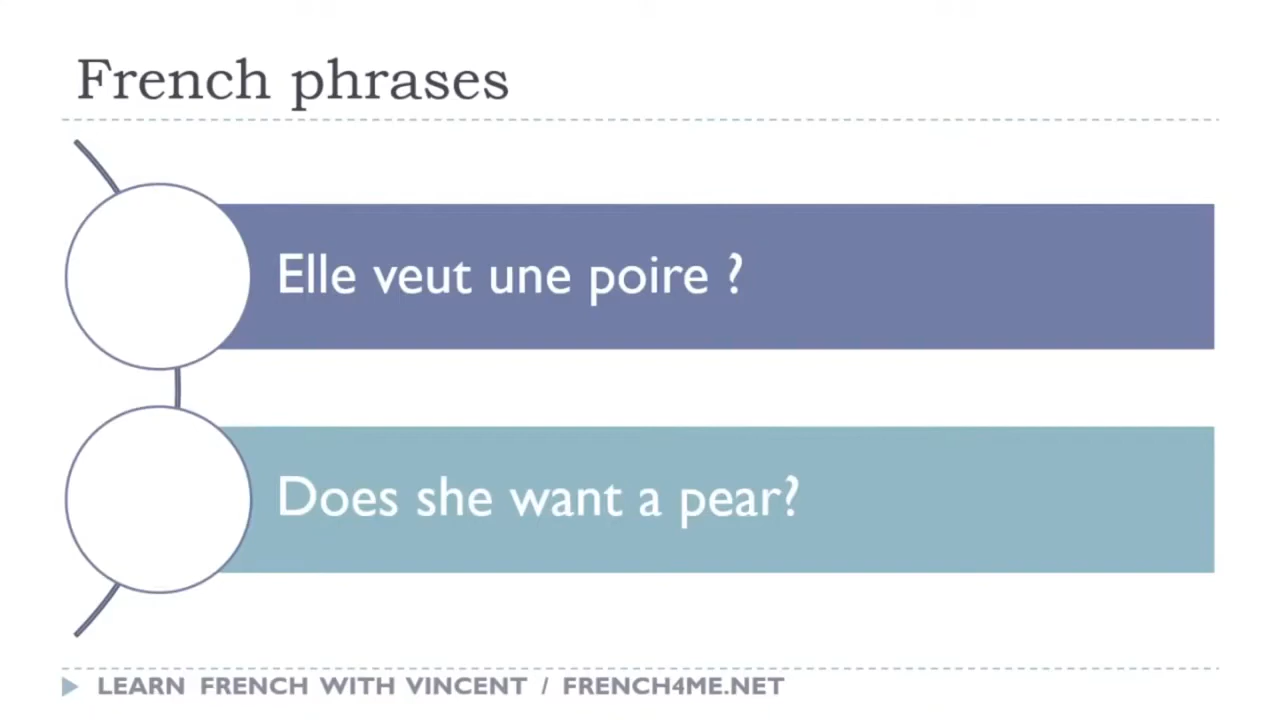 French phrases
Elle veut une poire ?
Does she want a pear?
LEARN FRENCH WITH VINCENT / FRENCH4ME.NET